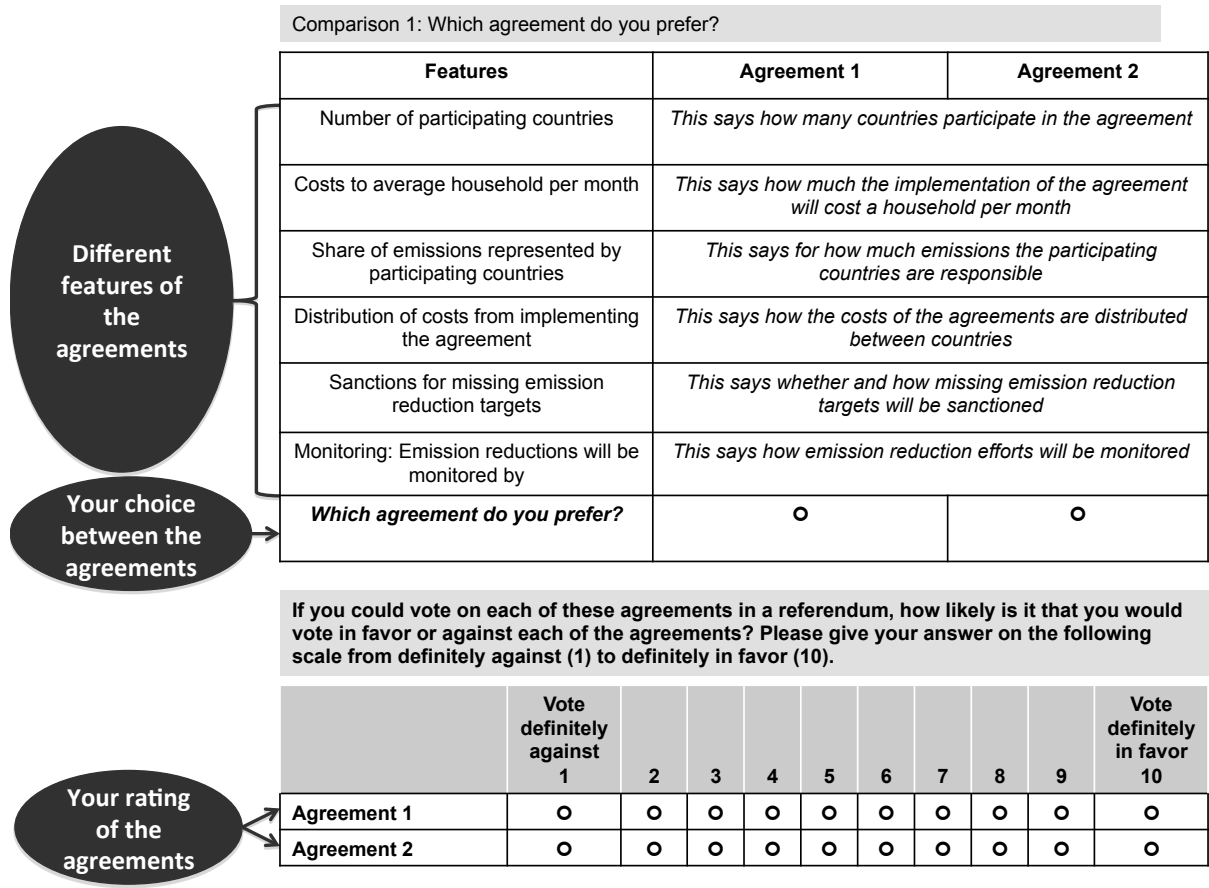 Comparison 1: Which agreement do you prefer?
Features Agreement 1 Agreement 2
Different
features of
the
agreements
Number of participating countries
This says how many countries participate in the agreement
Costs to average household per month
This says how much the implementation of the agreement
will cost a household per month
Share of emissions represented by
participating countries
This says for how much emissions the participating
countries are responsible
Distribution of costs from implementing
the agreement
This says how the costs of the agreements are distributed
between countries
Sanctions for missing emission
reduction targets
This says whether and how missing emission reduction
targets will be sanctioned
Monitoring: Emission reductions will be
monitored by
This says how emission reduction efforts will be monitored
Your choice
between the
agreements
Which agreement do you prefer?
If you could vote on each of these agreements in a referendum, how likely is it that you would
vote in favor or against each of the agreements? Please give your answer on the following
scale from definitely against (1) to definitely in favor (10).
Vote
definitely
against
1
2 3 4 5 6 7 8 9
Vote
definitely
in favor
10
Your rating
of the
agreements
Agreement 1
Agreement 2